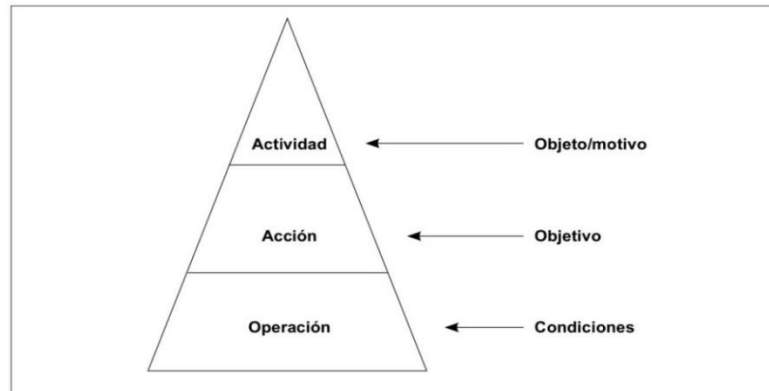 Actividad Objeto/motivo
Acción Objetivo
Operación Condiciones